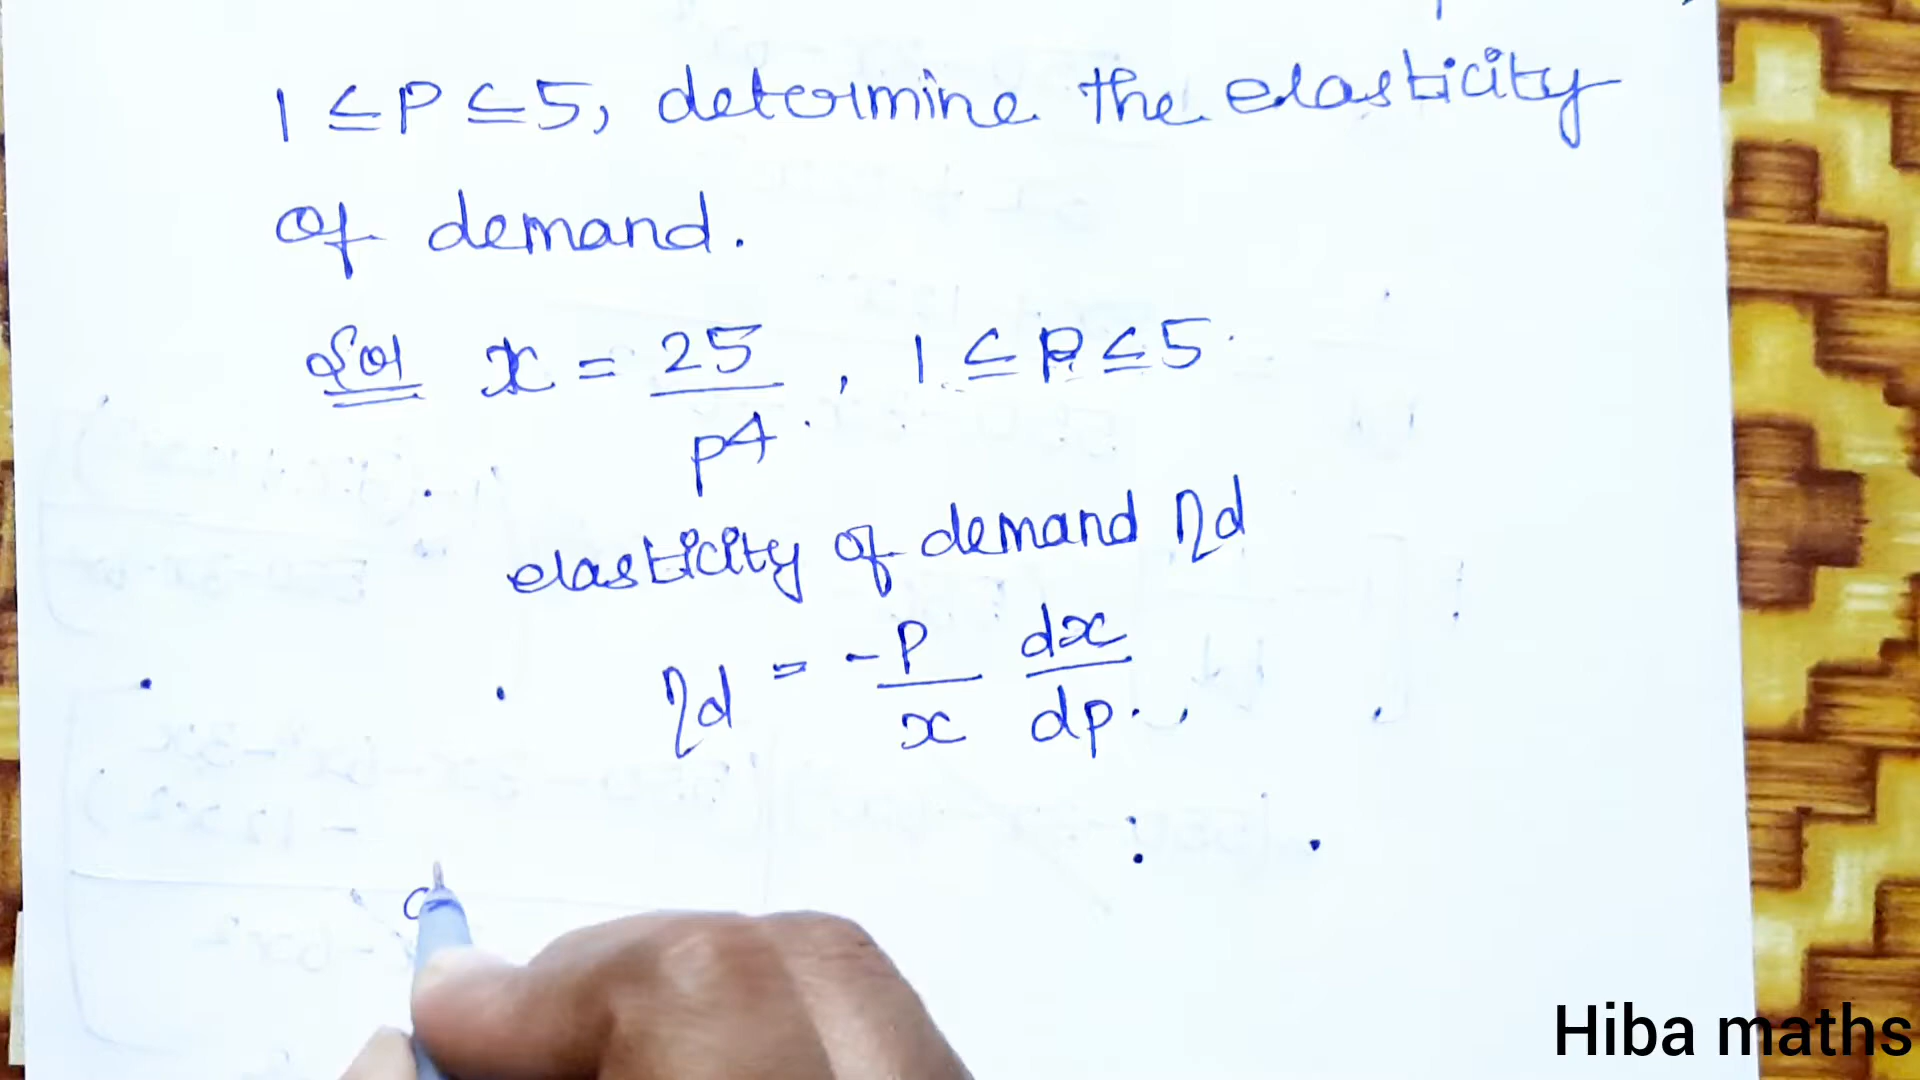 1 ≤ P ≤ 5, determine the elasticity
of demand.
Sol x = 25/p^4, 1 ≤ P ≤ 5.
elasticity of demand ηd
ηd = -P/x dx/dp.
Hiba maths